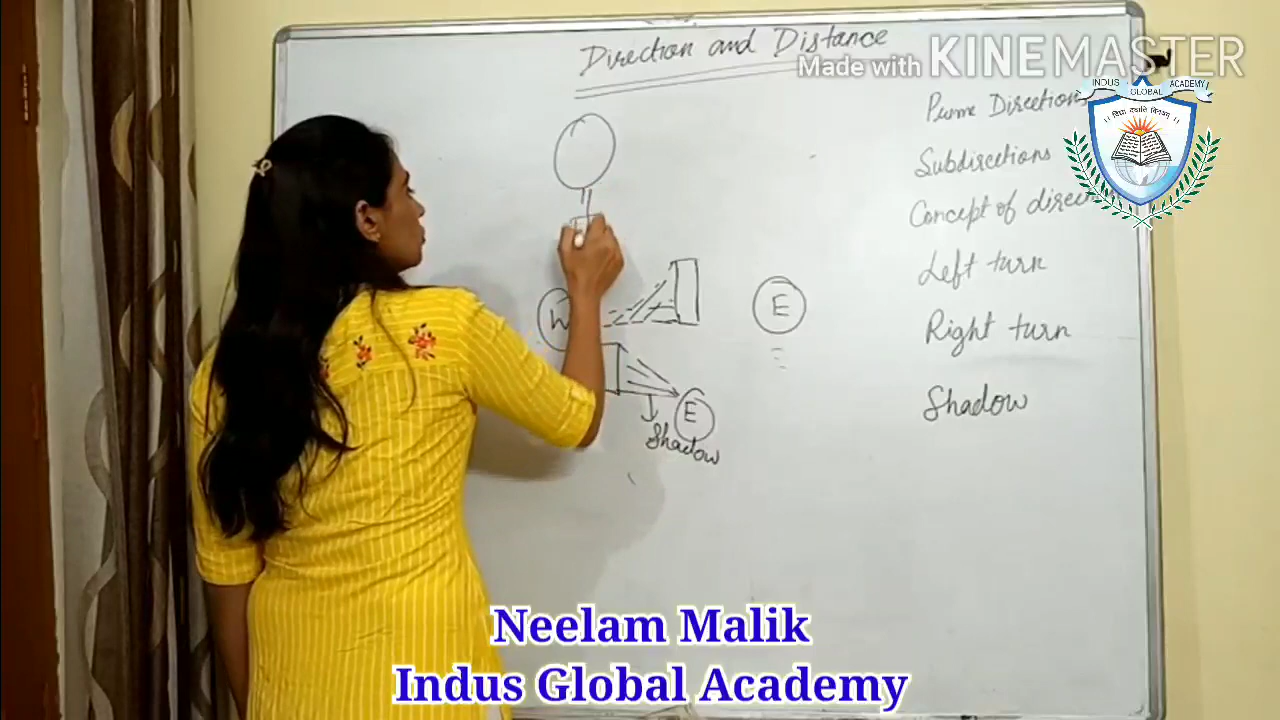 Direction and Distance
Made with KINEMASTER
INDUS GLOBAL ACADEMY
Prime Directions
Subdirections
Concept of direc
Left turn
Right turn
Shadow
W
E
E
Shadow
Neelam Malik
Indus Global Academy